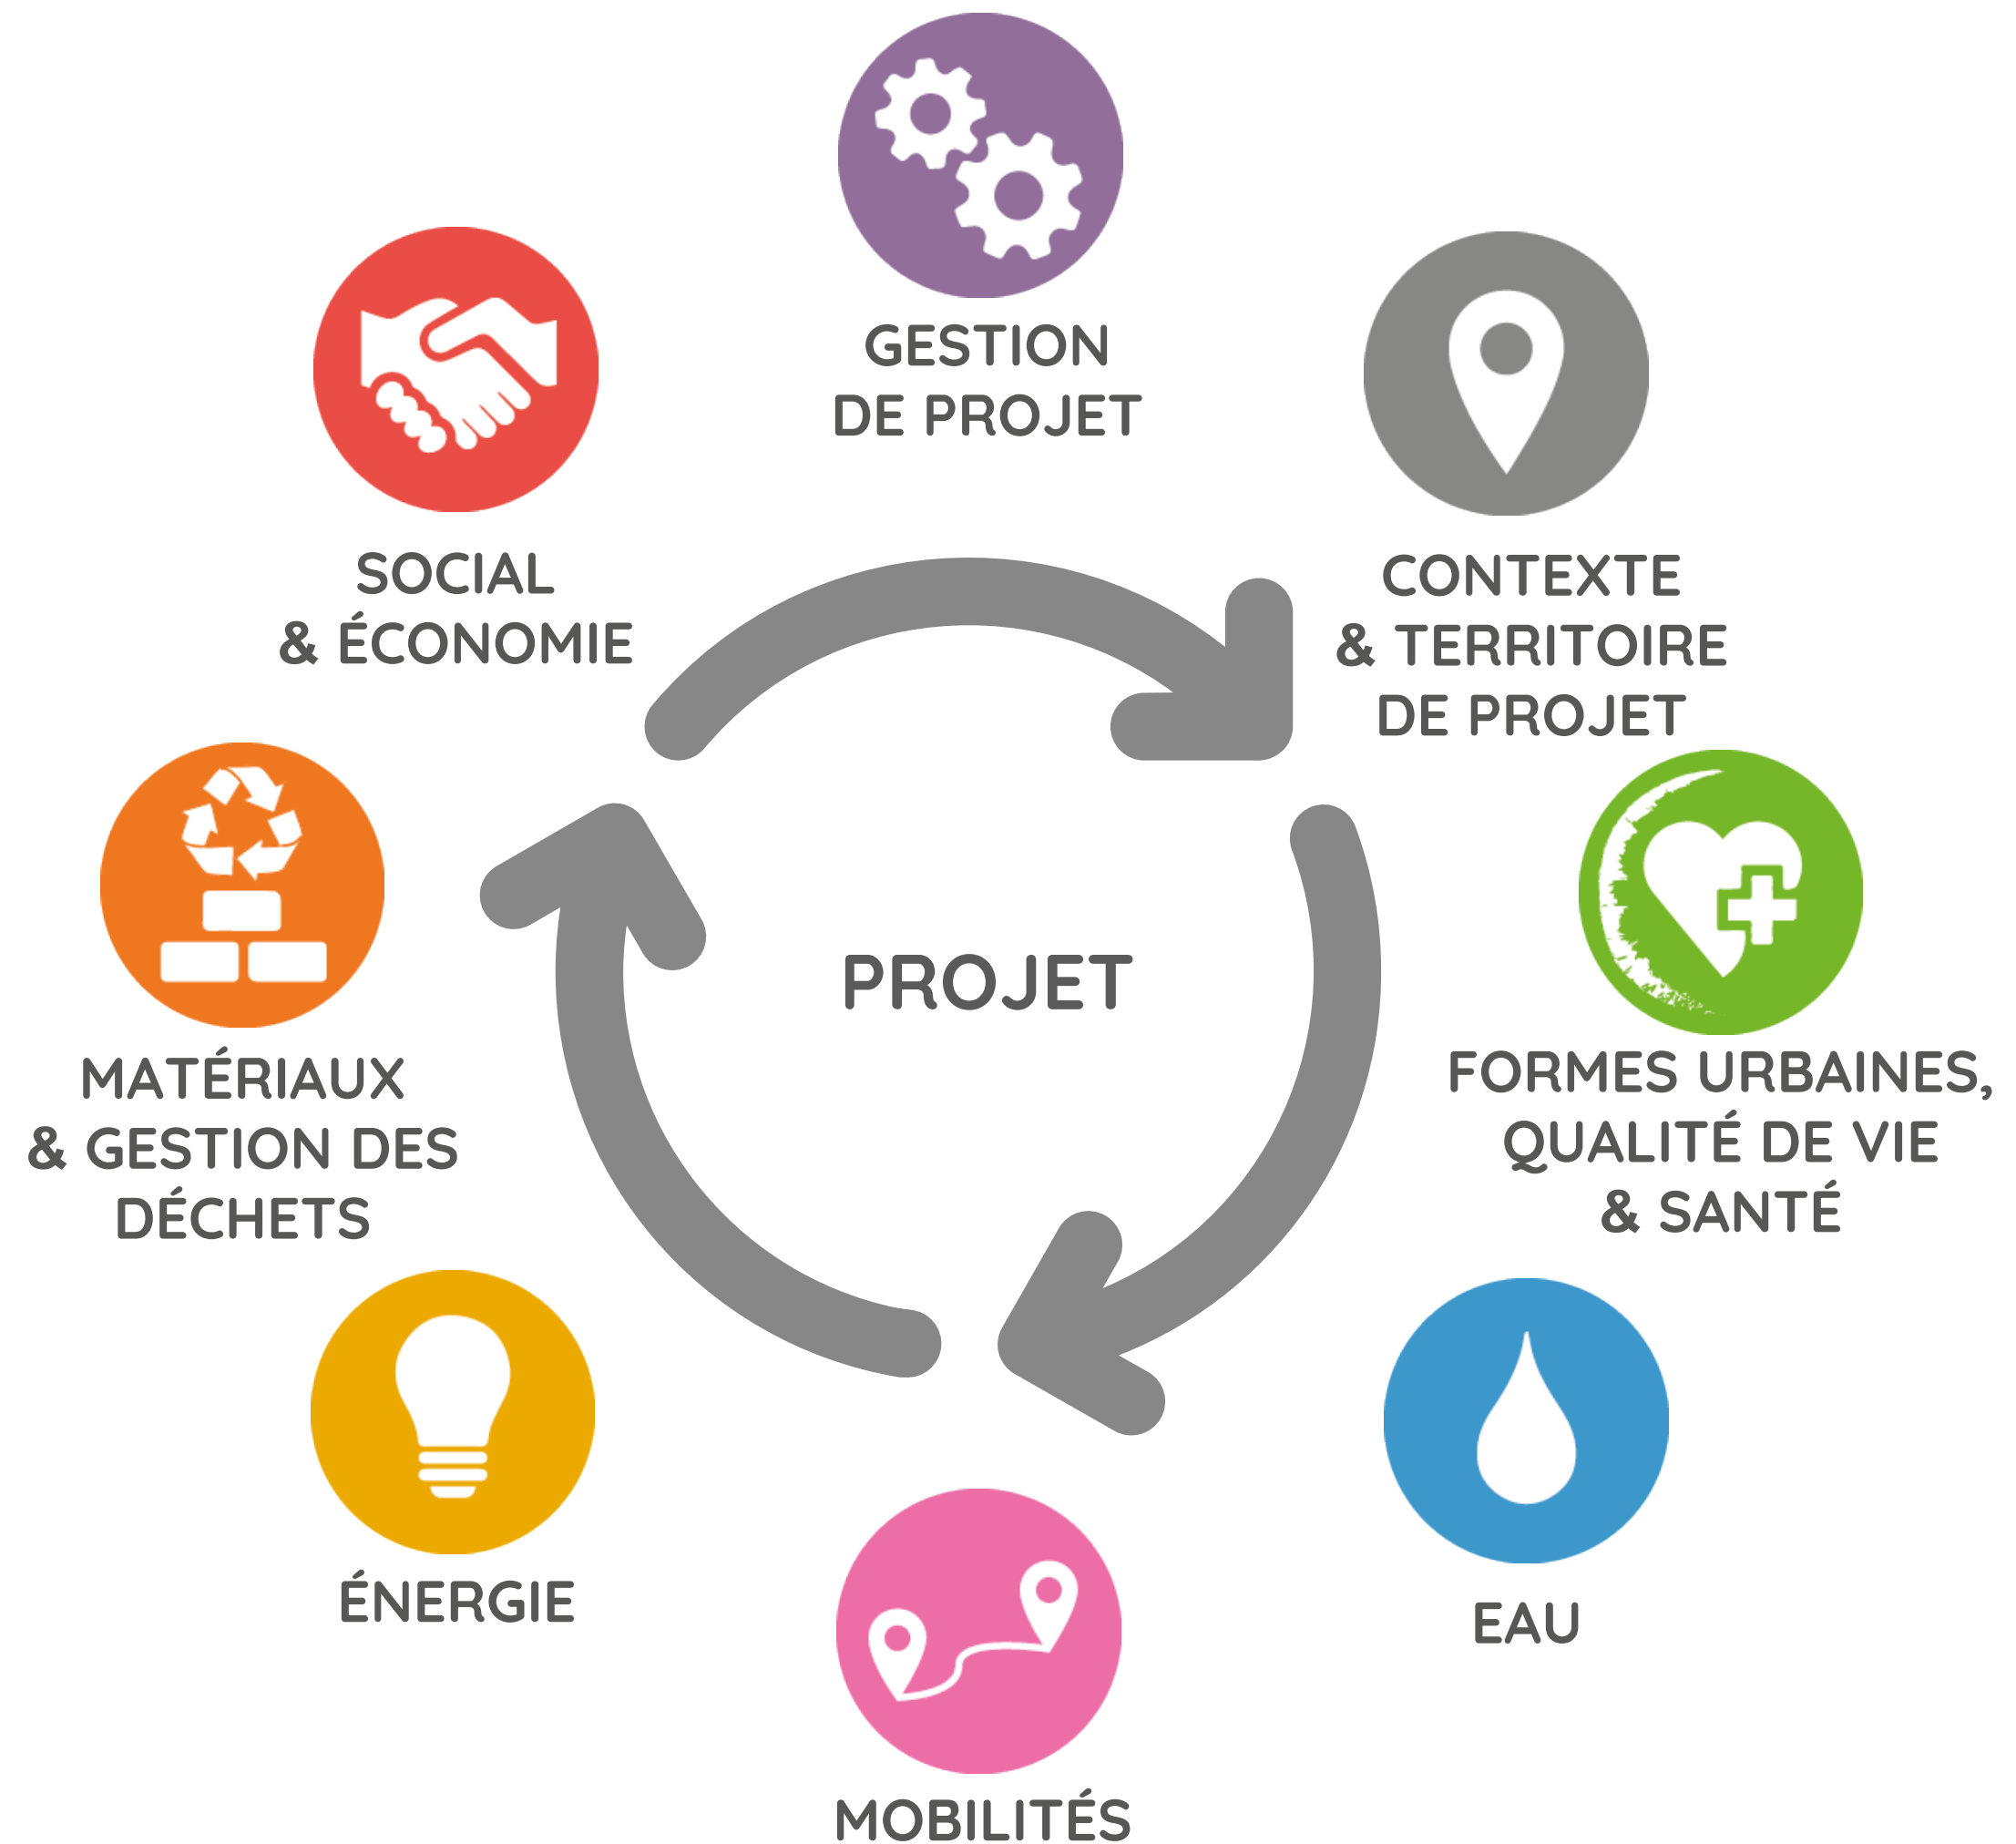 GESTION
DE PROJET
SOCIAL
& ÉCONOMIE
CONTEXTE
& TERRITOIRE
DE PROJET
PROJET
MATÉRIAUX
& GESTION DES
DÉCHETS
FORMES URBAINES,
QUALITÉ DE VIE
& SANTÉ
ÉNERGIE
EAU
MOBILITÉS